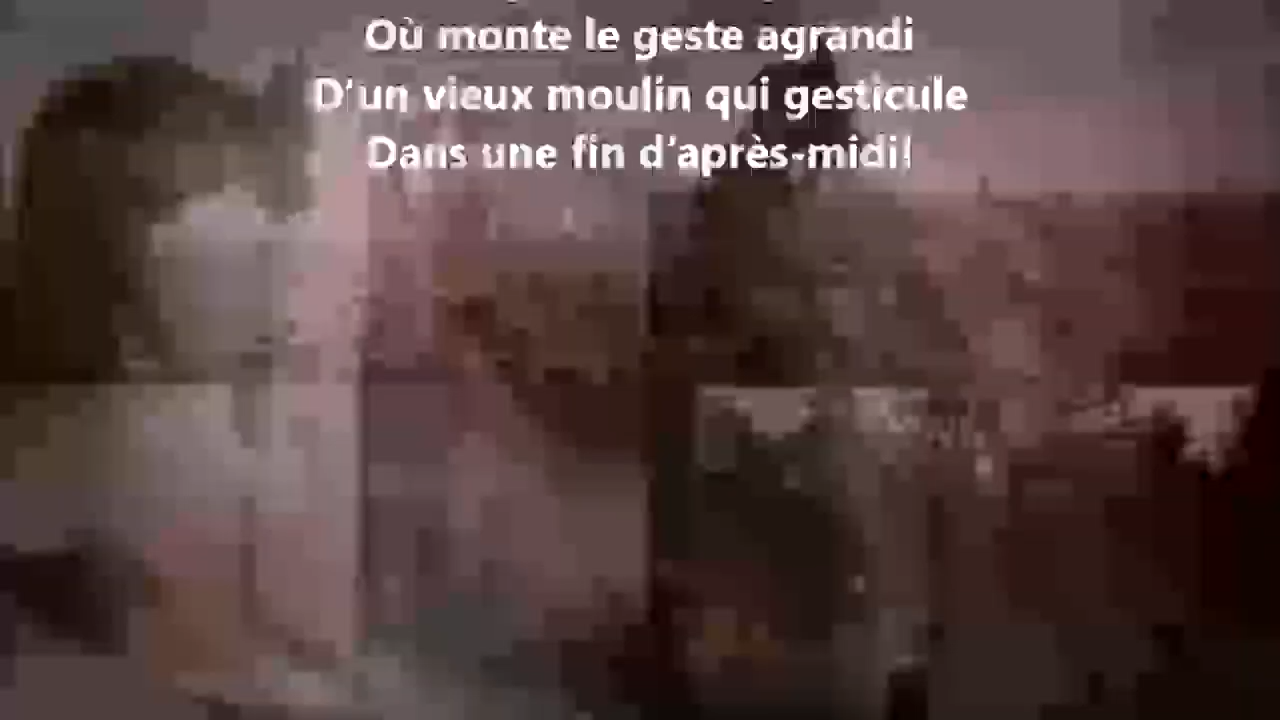 Où monte le geste agrandi
D'un vieux moulin qui gesticule
Dans une fin d'après-midi!